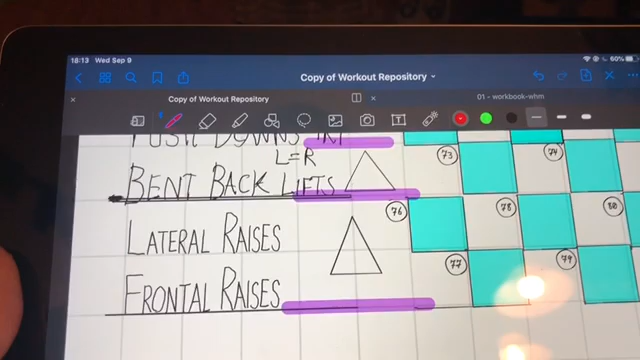 18:13 Wed Sep 9
60%
Copy of Workout Repository
Copy of Workout Repository
01 - workbook-whm
L=R
73
74
BENT BACK LIFTS
76
78
80
LATERAL RAISES
77
79
FRONTAL RAISES